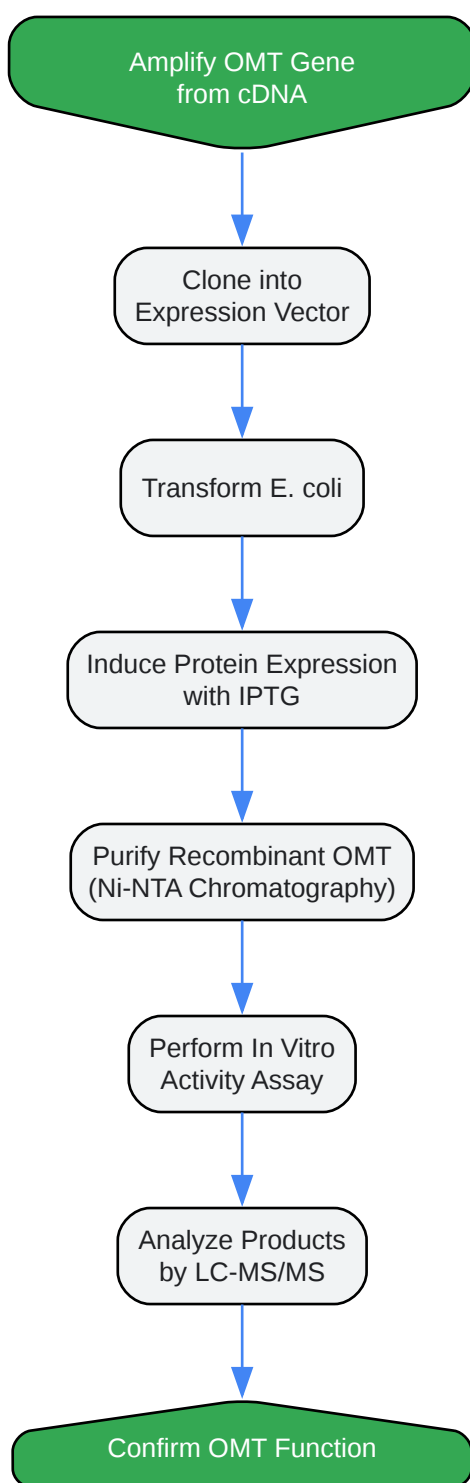 Amplify OMT Gene
from cDNA
Clone into
Expression Vector
Transform E. coli
Induce Protein Expression
with IPTG
Purify Recombinant OMT
(Ni-NTA Chromatography)
Perform In Vitro
Activity Assay
Analyze Products
by LC-MS/MS
Confirm OMT Function